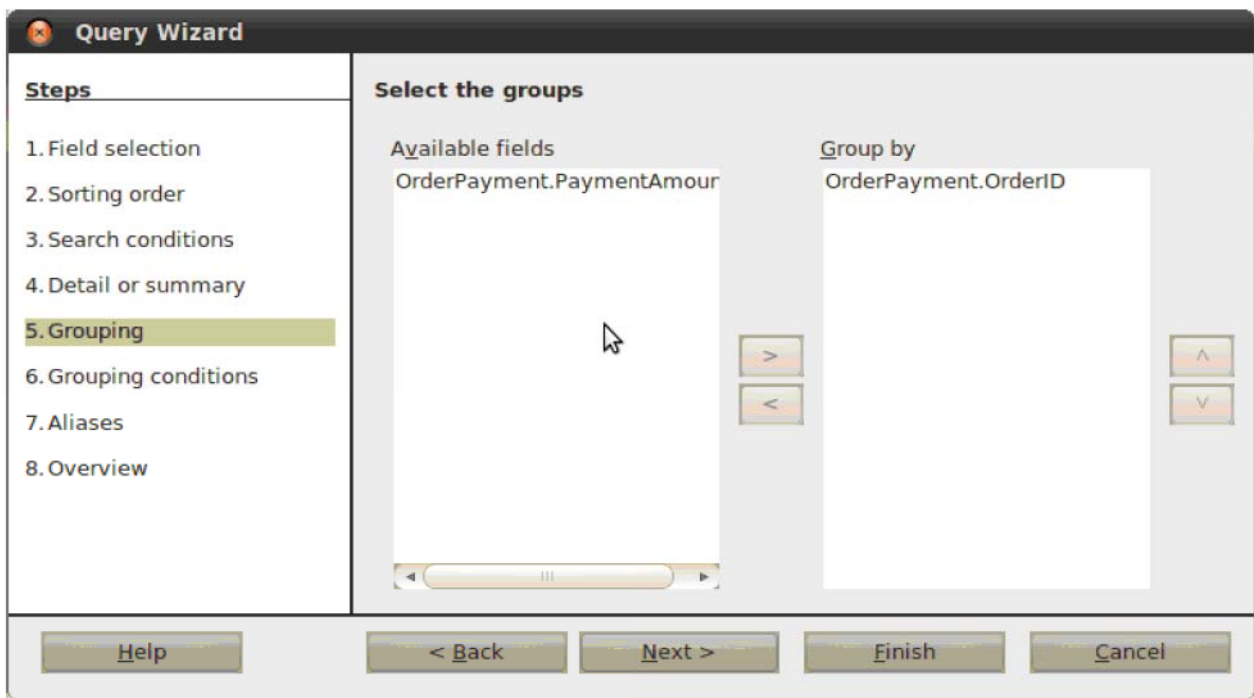 Query Wizard
Steps
1. Field selection
2. Sorting order
3. Search conditions
4. Detail or summary
5. Grouping
6. Grouping conditions
7. Aliases
8. Overview
Select the groups
Available fields
OrderPayment.PaymentAmour
Group by
OrderPayment.OrderID
>
<
^
v
Help
< Back
Next >
Finish
Cancel